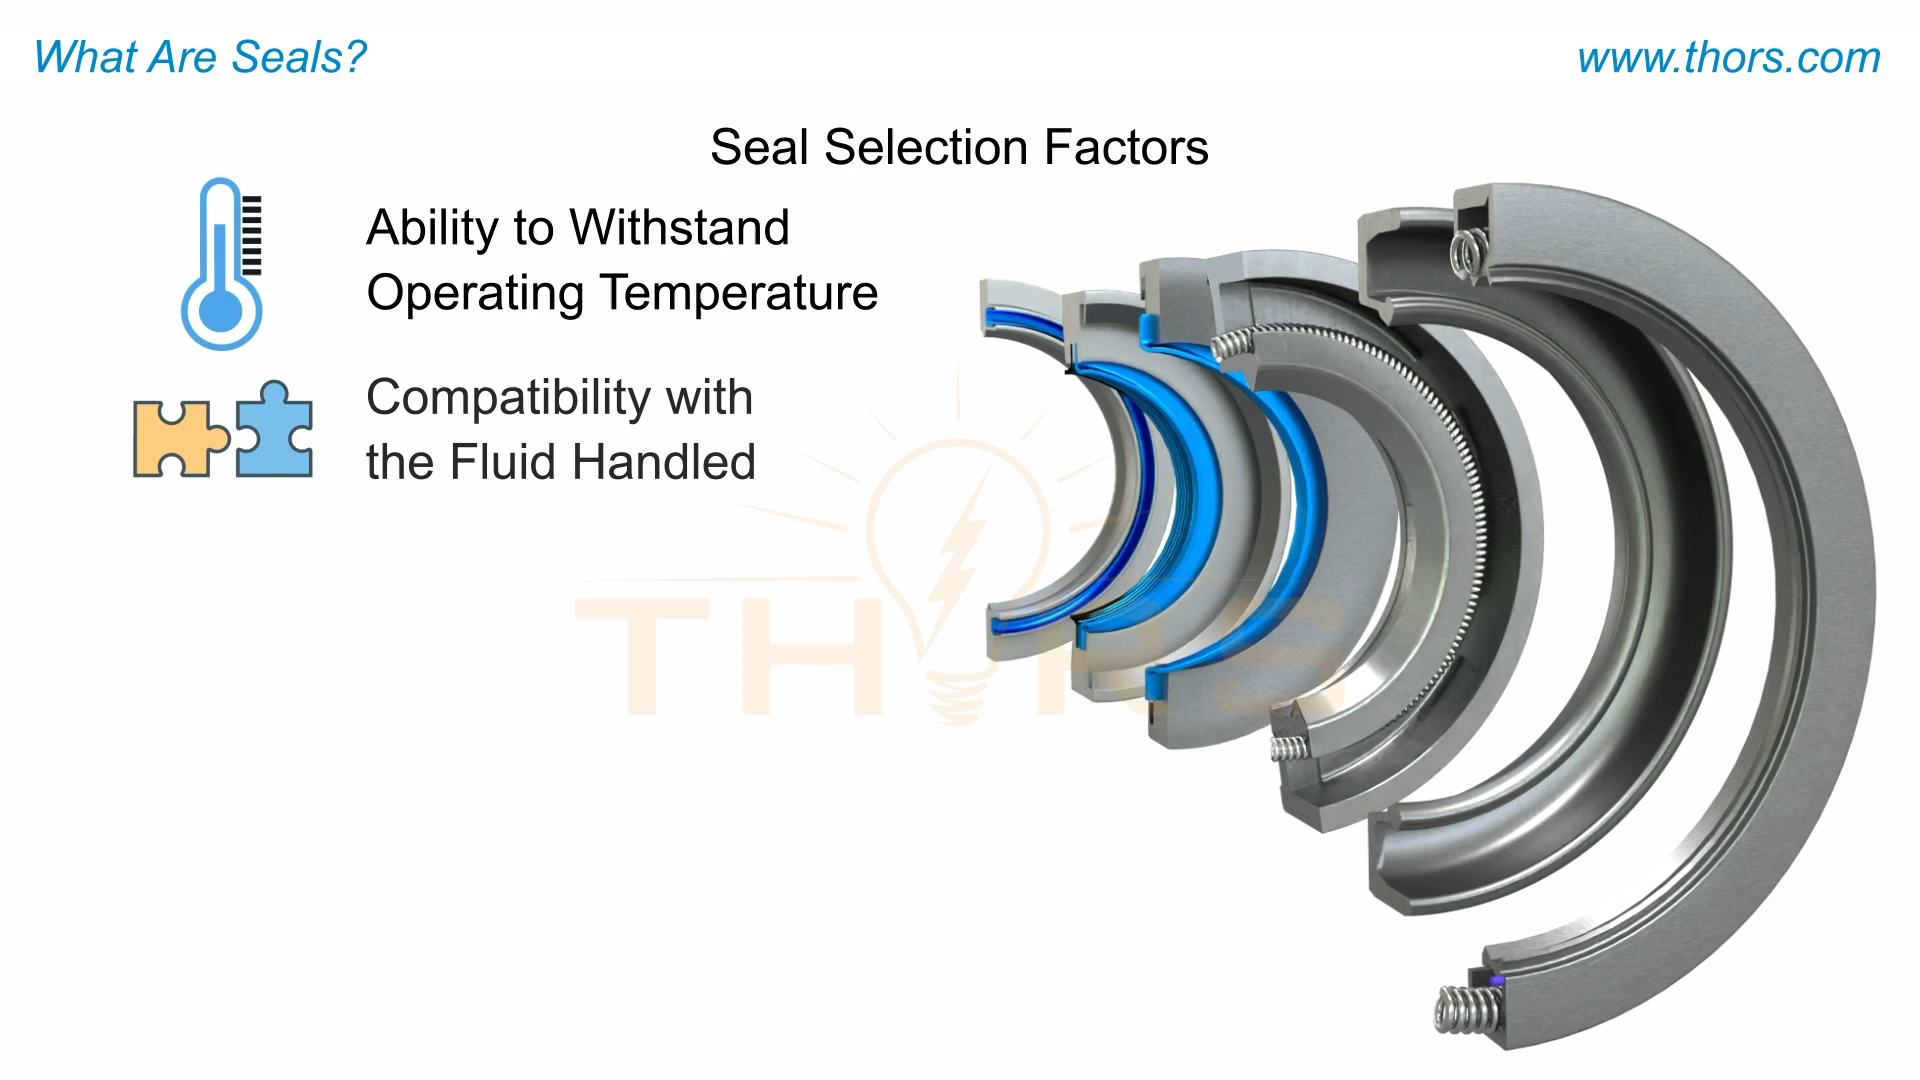 What Are Seals?
www.thors.com
Seal Selection Factors
Ability to Withstand
Operating Temperature
Compatibility with
the Fluid Handled
THORS